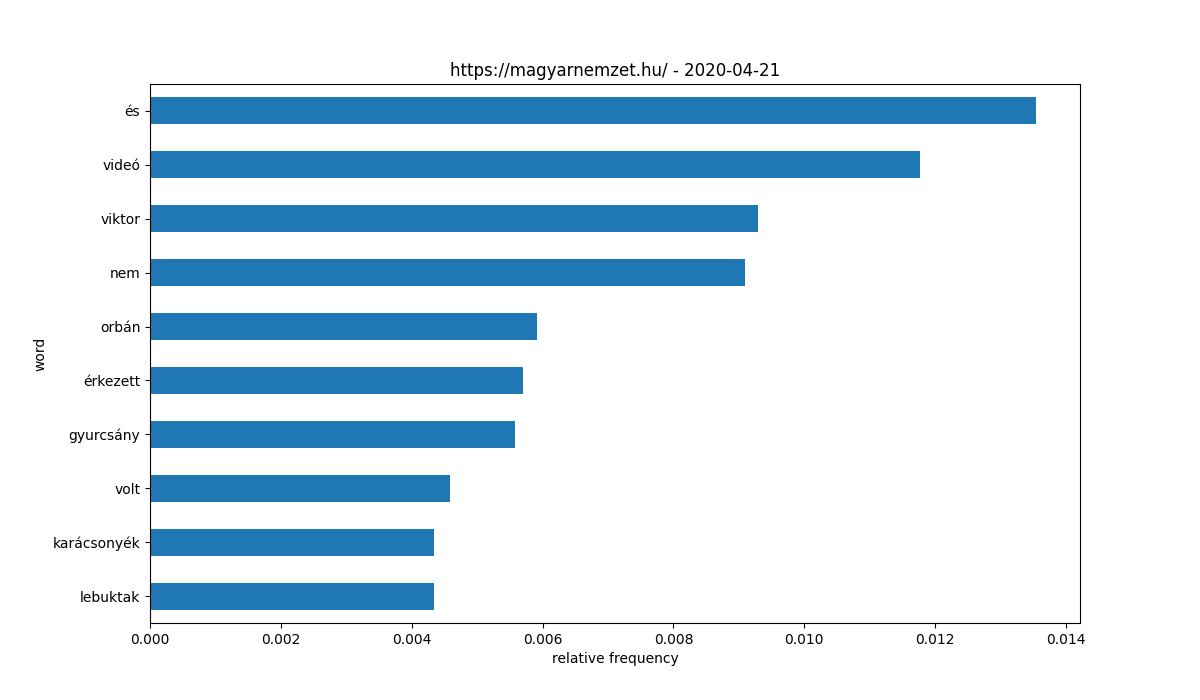 https://magyarnemzet.hu/ - 2020-04-21
és
videó
viktor
nem
orbán
érkezett
gyurcsány
volt
karácsonyék
lebuktak
word
0.000 0.002 0.004 0.006 0.008 0.010 0.012 0.014
relative frequency